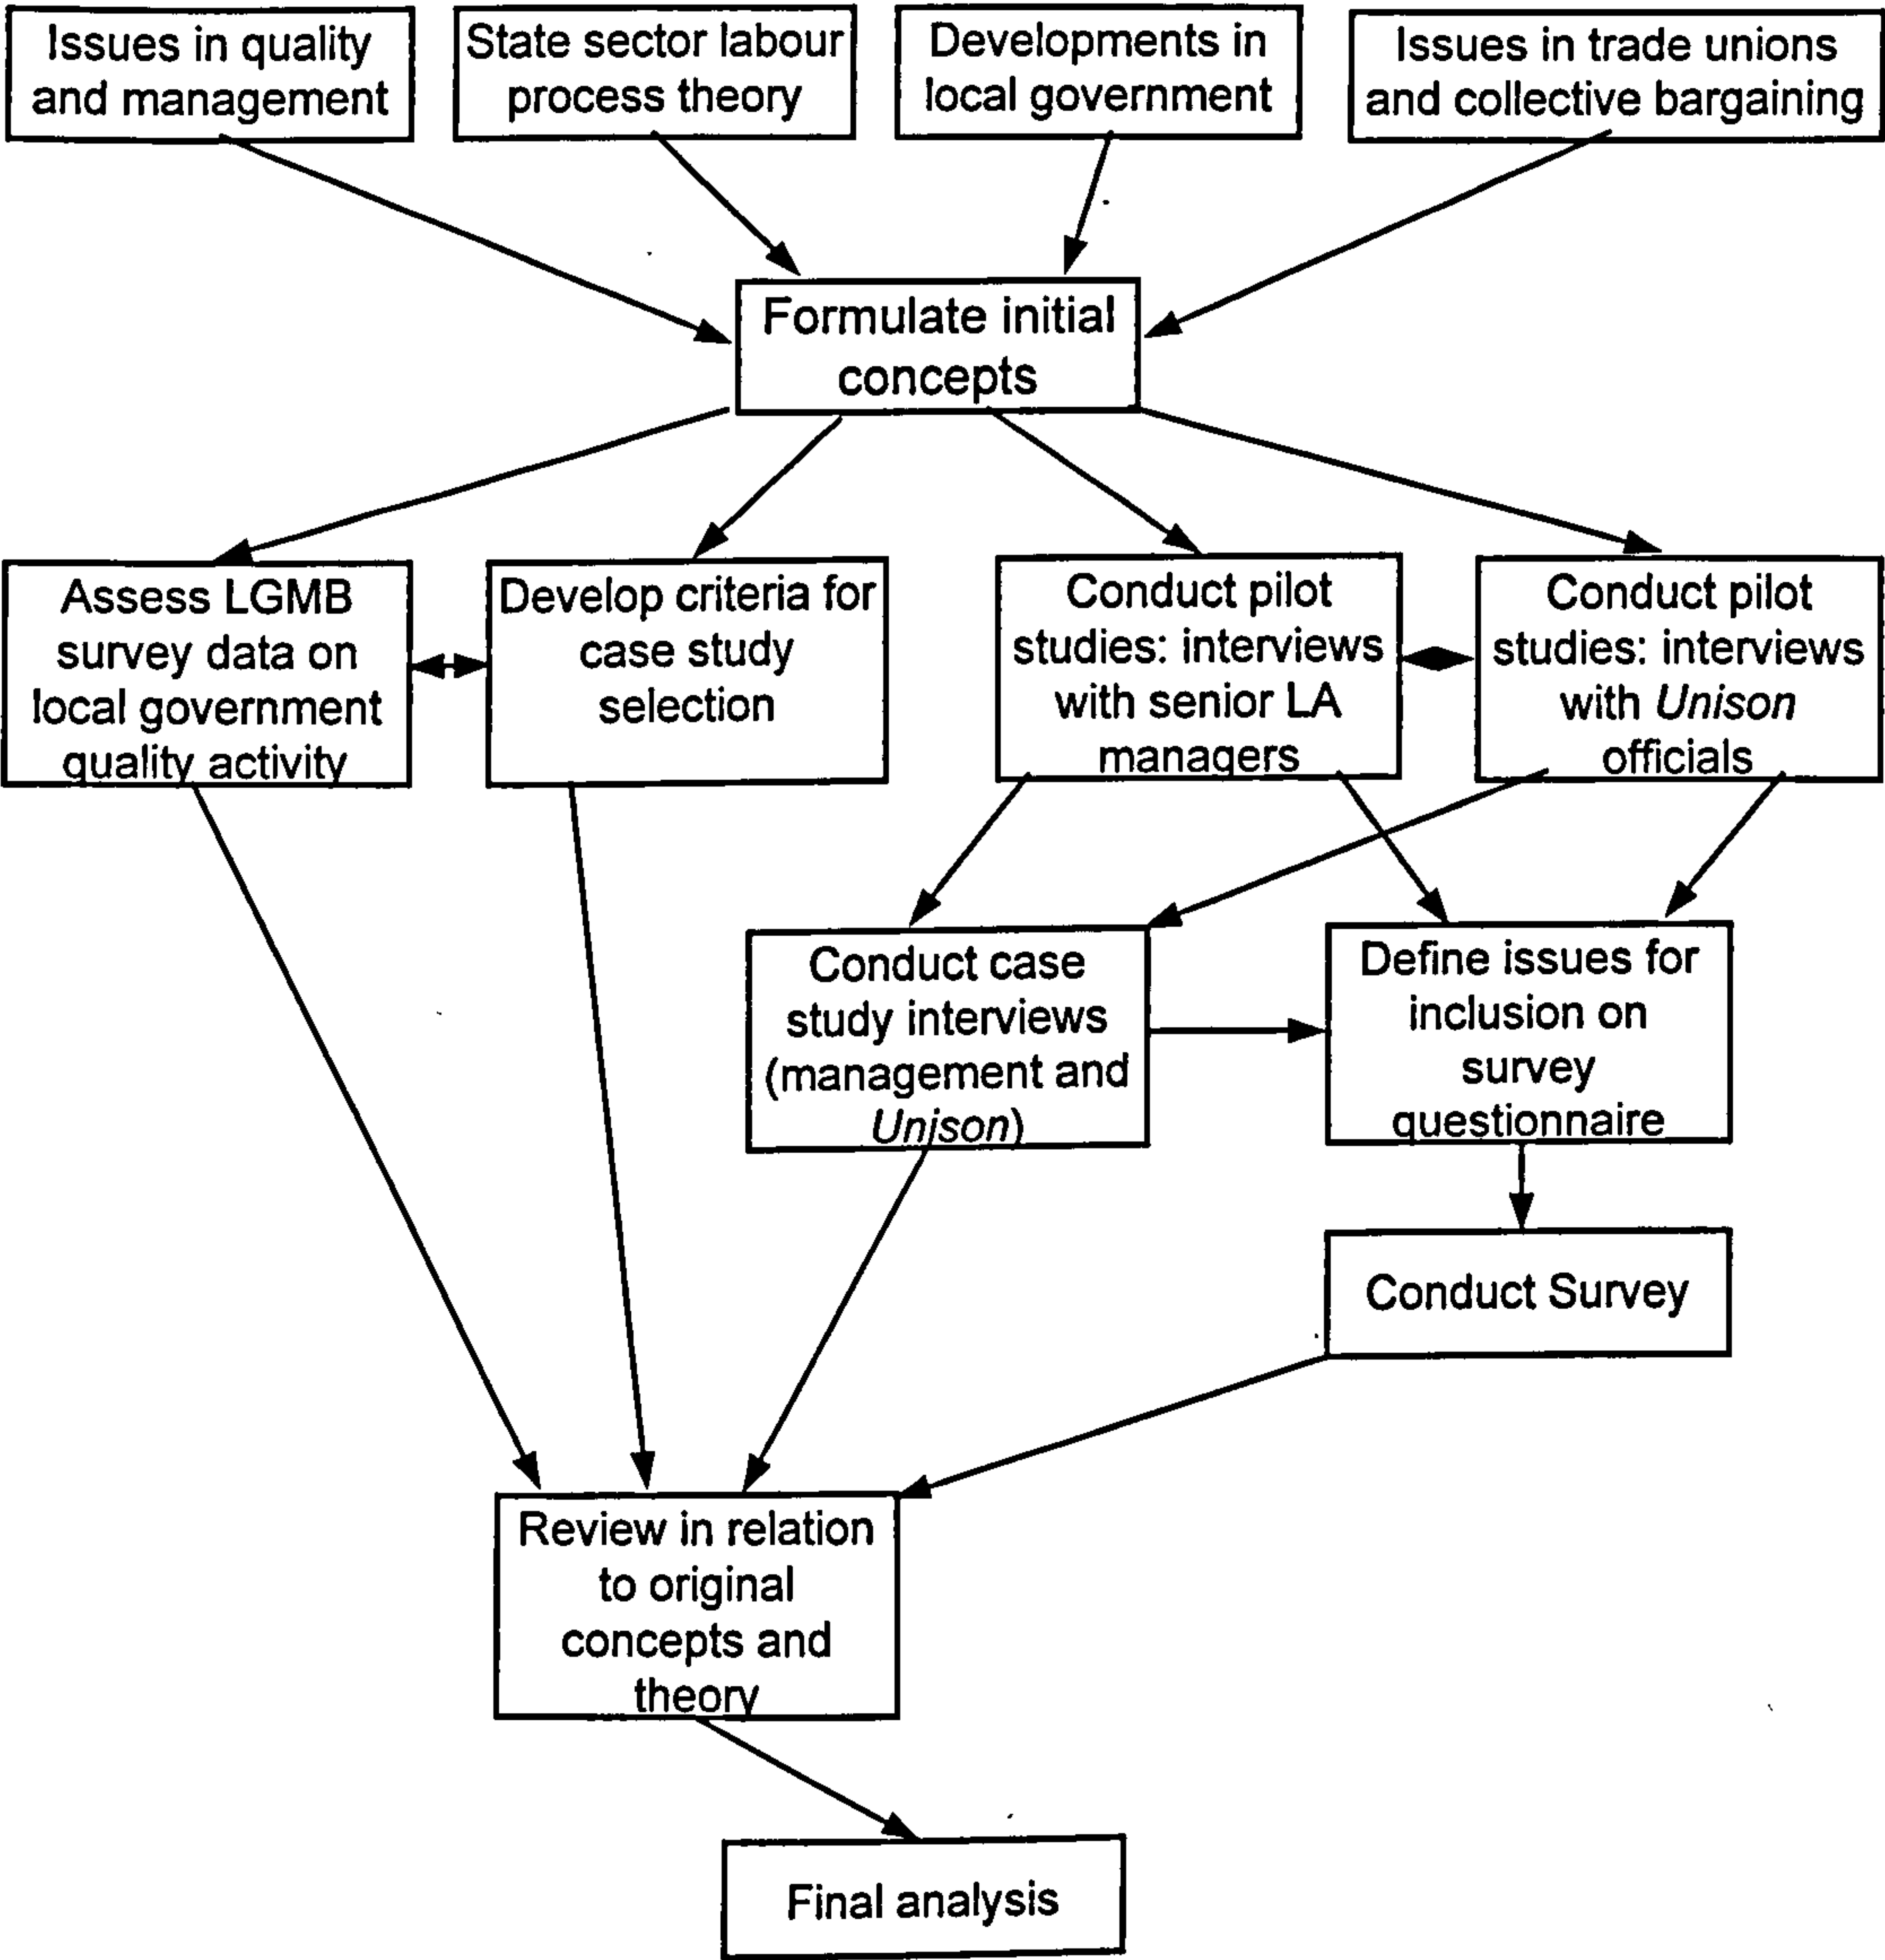 Issues in quality
and management
State sector labour
process theory
Developments in
local government
Issues in trade unions
and collective bargaining
Formulate initial
concepts
Assess LGMB
survey data on
local government
quality activity
Develop criteria for
case study
selection
Conduct pilot
studies: interviews
with senior LA
managers
Conduct pilot
studies: interviews
with Unison
officials
Conduct case
study interviews
(management and
Unison)
Define issues for
inclusion on
survey
questionnaire
Conduct Survey
Review in relation
to original
concepts and
theory
Final analysis